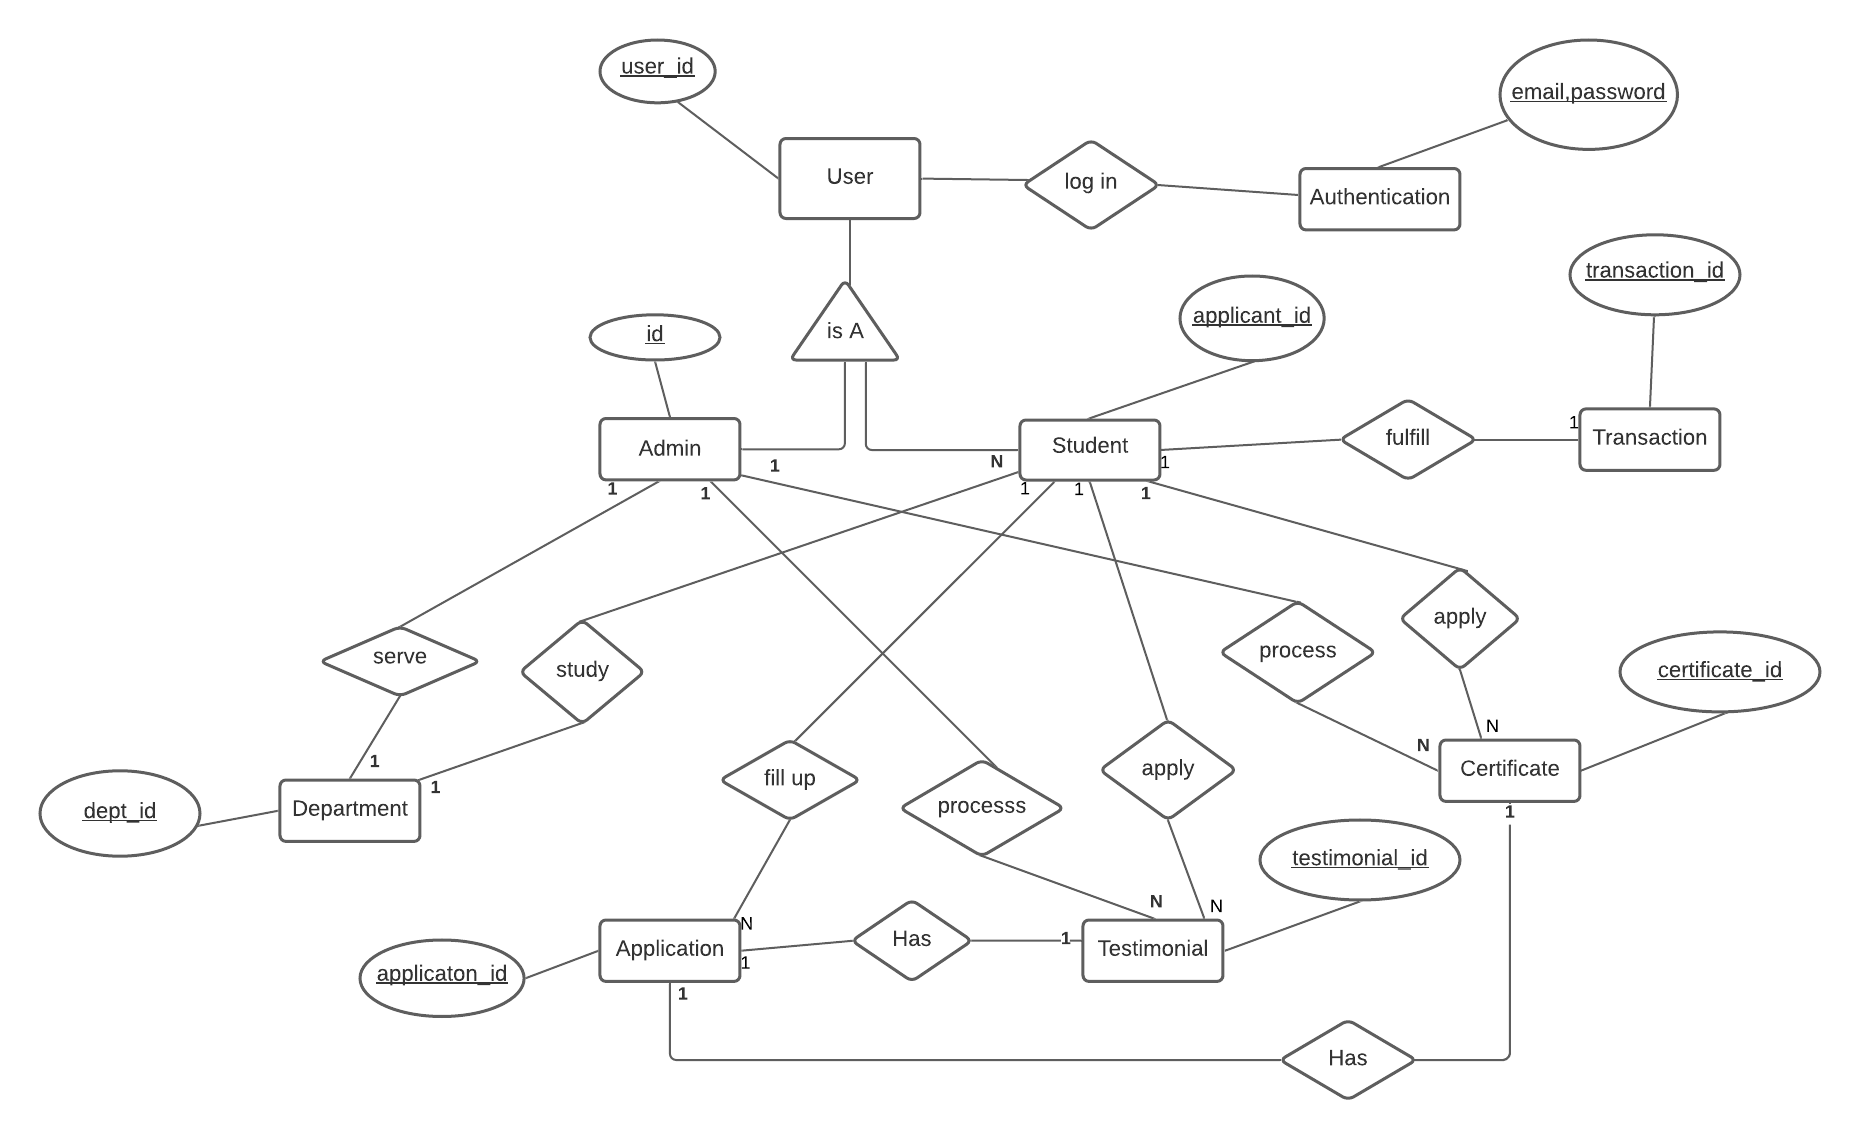 user_id
email,password
User
log in
Authentication
transaction_id
applicant_id
is A
id
1
Admin
Student
fulfill
Transaction
1
N
1
1
1
1
1
1
apply
serve
study
process
certificate_id
N
N
1
1
fill up
processs
apply
Certificate
dept_id
Department
1
testimonial_id
N
N
N
Application
Has
1
Testimonial
1
applicaton_id
1
Has